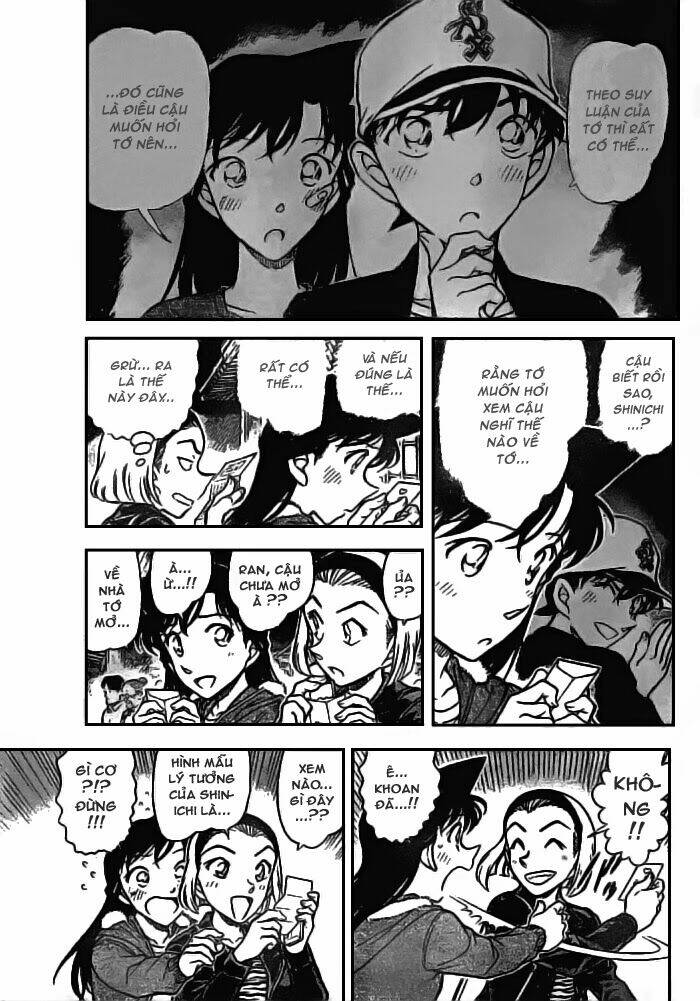 THEO SUY
LUẬN CỦA
TỚ THÌ RẤT
CÓ THỂ...
...ĐÓ CŨNG
LÀ ĐIỀU CẬU
MUỐN HỎI
TỚ NÊN...
CẬU
BIẾT RỒI
SAO,
SHINICHI
...?
RẰNG TỚ
MUỐN HỎI
XEM CẬU
NGHĨ THẾ
NÀO VỀ
TỚ...
VÀ NẾU
ĐÚNG LÀ
THẾ...
RẤT CÓ
THỂ...
GRỪ... RA
LÀ THẾ
NÀY ĐÂY..
ỦA
??
RAN, CẬU
CHƯA MỞ
À ??
À...
Ừ...!!
VỀ
NHÀ
TỚ
MỞ...
KHÔ-
NG
!!
Ê...
KHOAN
ĐÃ...!!
XEM
NÀO...
GÌ ĐÂY
...??
HÌNH MẪU
LÝ TƯỞNG
CỦA SHIN-
ICHI LÀ...
GÌ CƠ
?!?
ĐỪNG
!!!